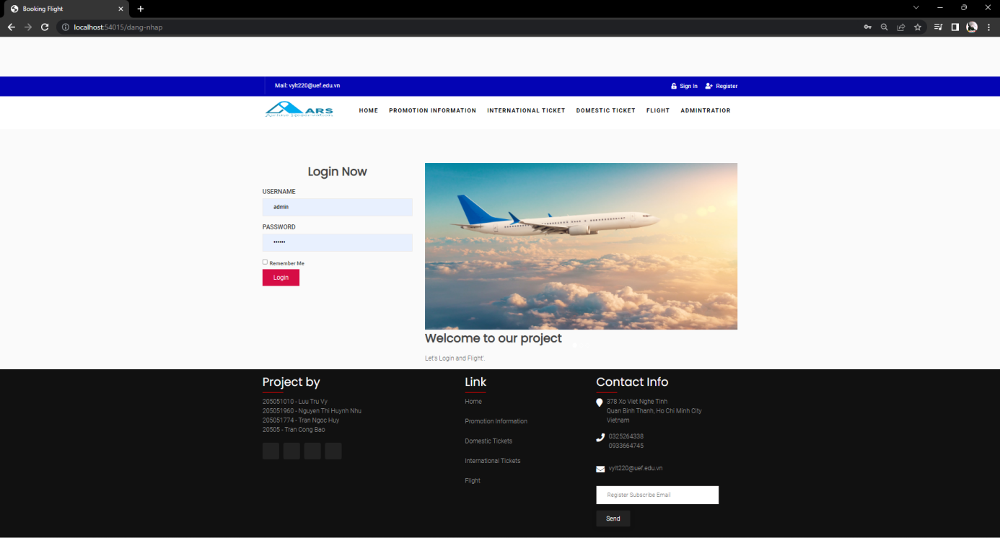 Booking Flight
localhost:54015/dang-nhap
Mail: vylt220@uef.edu.vn
Sign In
Register
ARS
HOME
PROMOTION INFORMATION
INTERNATIONAL TICKET
DOMESTIC TICKET
FLIGHT
ADMINTRATIOR
Login Now
USERNAME
admin
PASSWORD
••••••
Remember Me
Login
Welcome to our project
Let's Login and Flight'.
Project by
205051010 - Luu Tru Vy
205051960 - Nguyen Thi Huynh Nhu
205051774 - Tran Ngoc Huy
20505 - Tran Cong Bao
Link
Home
Promotion Information
Domestic Tickets
International Tickets
Flight
Contact Info
378 Xo Viet Nghe Tinh
Quan Binh Thanh, Ho Chi Minh City
Vietnam
0325264338
0933664745
vylt220@uef.edu.vn
Register Subscribe Email
Send